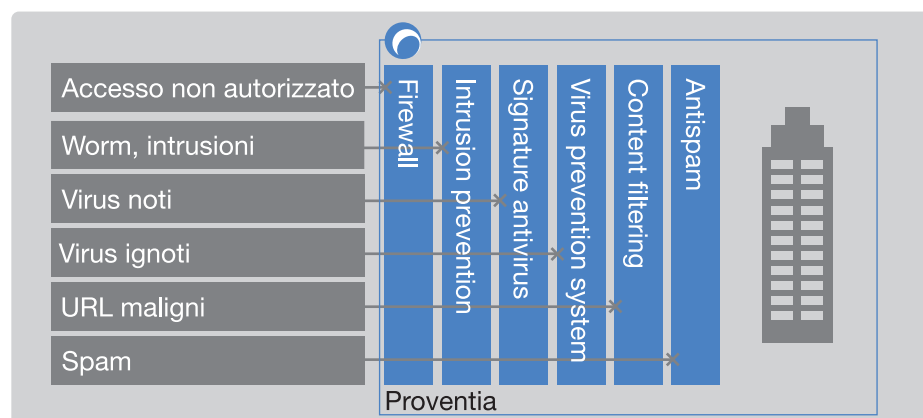 Accesso non autorizzato
Worm, intrusioni
Virus noti
Virus ignoti
URL maligni
Spam
Firewall
Intrusion prevention
Signature antivirus
Virus prevention system
Content filtering
Antispam
Proventia